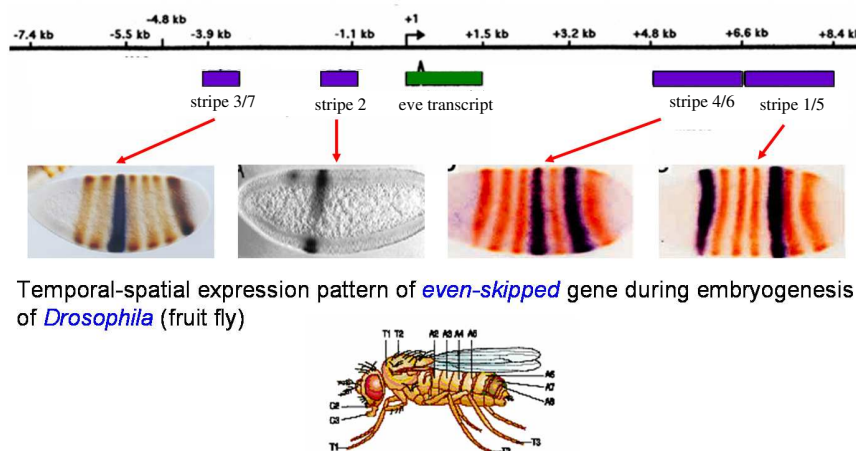 -4.8 kb +1
-7.4 kb -5.5 kb -3.9 kb -1.1 kb +1.5 kb +3.2 kb +4.8 kb +6.6 kb +8.4 kb
stripe 3/7 stripe 2 eve transcript stripe 4/6 stripe 1/5
Temporal-spatial expression pattern of even-skipped gene during embryogenesis
of Drosophila (fruit fly)
T1 T2 A2 A3 A4 A5
A6
A7
A8
G2
G3
T1 T3